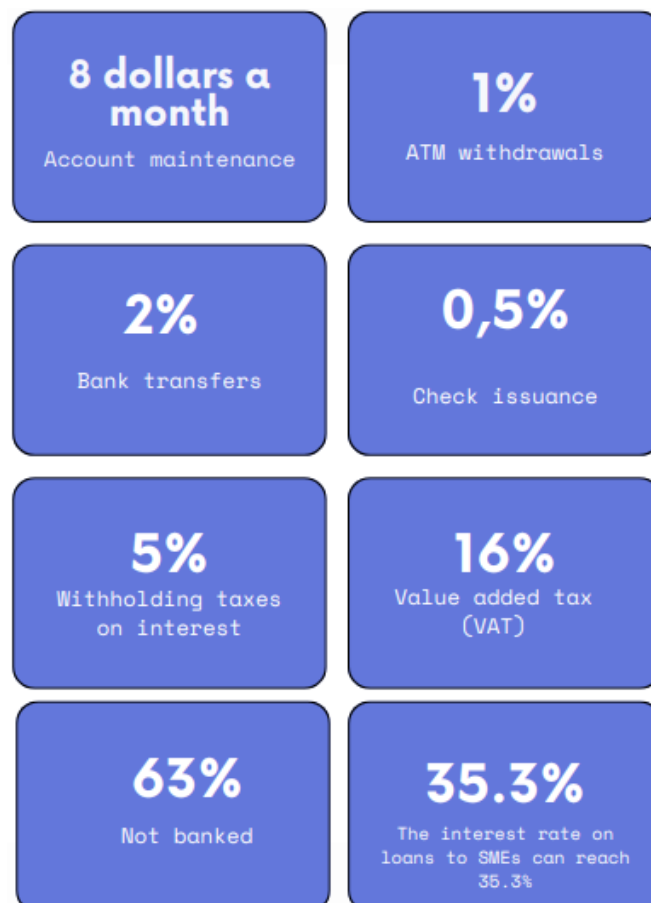 8 dollars a
month
Account maintenance
1%
ATM withdrawals
2%
Bank transfers
0,5%
Check issuance
5%
Withholding taxes
on interest
16%
Value added tax
(VAT)
63%
Not banked
35.3%
The interest rate on
loans to SMEs can reach
35.3%